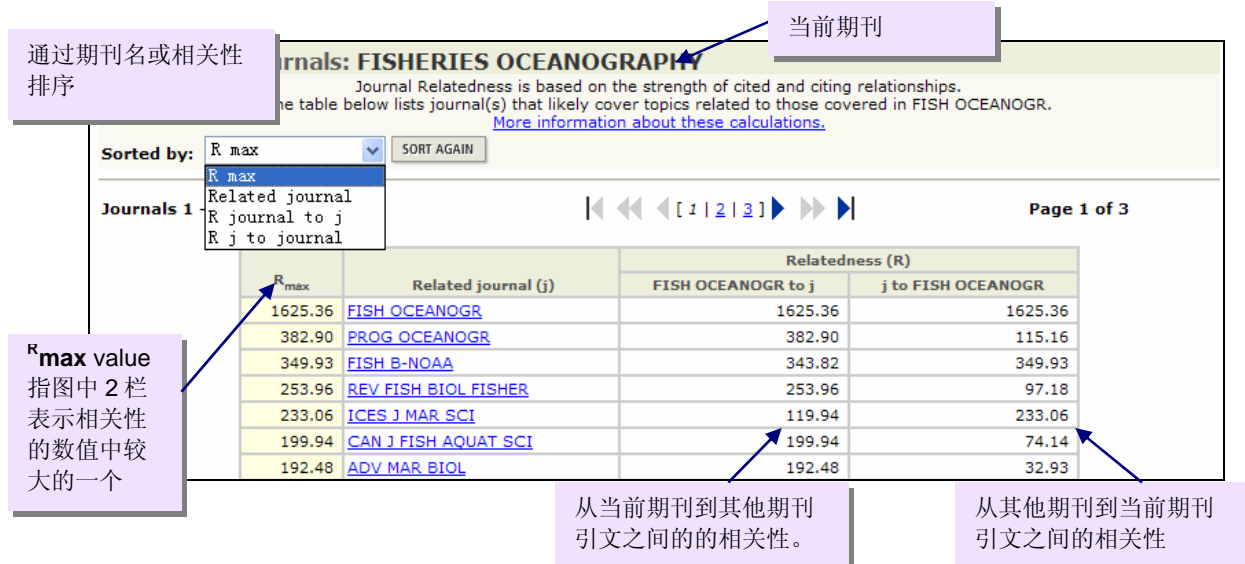 当前期刊
通过期刊名或相关性
排序
rnals: FISHERIES OCEANOGRAPHY
Journal Relatedness is based on the strength of cited and citing relationships.
he table below lists journal(s) that likely cover topics related to those covered in FISH OCEANOGR.
More information about these calculations.
Sorted by: R max SORT AGAIN
R max
Related journal
R journal to j
R j to journal
Journals 1 -
[ 1 | 2 | 3 ]
Page 1 of 3
Relatedness (R)
Rmax Related journal (j) FISH OCEANOGR to j j to FISH OCEANOGR
1625.36 FISH OCEANOGR 1625.36 1625.36
382.90 PROG OCEANOGR 382.90 115.16
349.93 FISH B-NOAA 343.82 349.93
253.96 REV FISH BIOL FISHER 253.96 97.18
233.06 ICES J MAR SCI 119.94 233.06
199.94 CAN J FISH AQUAT SCI 199.94 74.14
192.48 ADV MAR BIOL 192.48 32.93
Rmax value
指图中 2 栏
表示相关性
的数值中较
大的一个
从当前期刊到其他期刊
引文之间的的相关性。
从其他期刊到当前期刊
引文之间的相关性